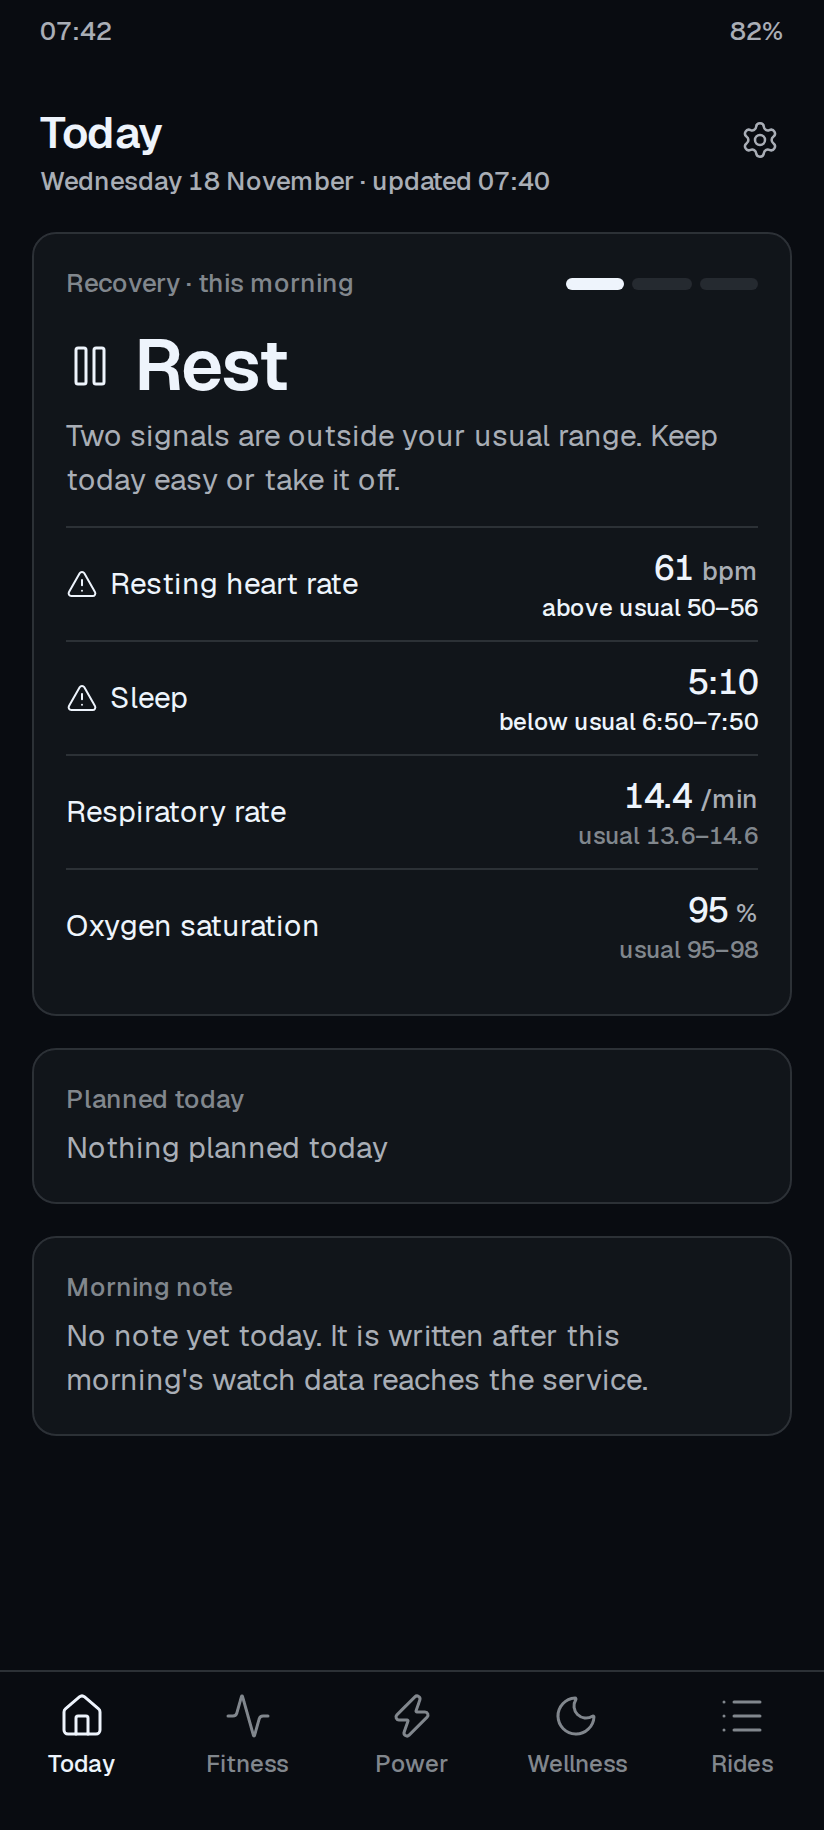 07:42 82%
Today
Wednesday 18 November · updated 07:40
Recovery · this morning
Rest
Two signals are outside your usual range. Keep
today easy or take it off.
Resting heart rate 61 bpm
above usual 50–56
Sleep 5:10
below usual 6:50–7:50
Respiratory rate 14.4 /min
usual 13.6–14.6
Oxygen saturation 95 %
usual 95–98
Planned today
Nothing planned today
Morning note
No note yet today. It is written after this
morning's watch data reaches the service.
Today Fitness Power Wellness Rides